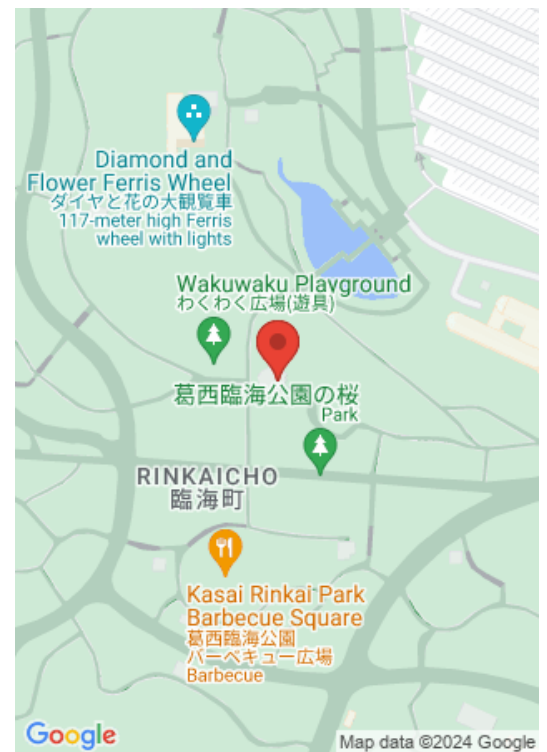 Diamond and
Flower Ferris Wheel
ダイヤと花の大観覧車
117-meter high Ferris
wheel with lights
Wakuwaku Playground
わくわく広場(遊具)
葛西臨海公園の桜
Park
RINKAICHO
臨海町
Kasai Rinkai Park
Barbecue Square
葛西臨海公園
バーベキュー広場
Barbecue
Google
Map data ©2024 Google